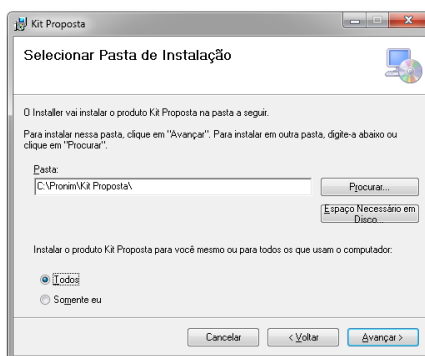 Kit Proposta
Selecionar Pasta de Instalação
O Installer vai instalar o produto Kit Proposta na pasta a seguir.
Para instalar nessa pasta, clique em "Avançar". Para instalar em outra pasta, digite-a abaixo ou
clique em "Procurar".
Pasta:
C:\Pronim\Kit Proposta\
Procurar...
Espaço Necessário em
Disco...
Instalar o produto Kit Proposta para você mesmo ou para todos os que usam o computador:
Todos
Somente eu
Cancelar
< Voltar
Avançar >